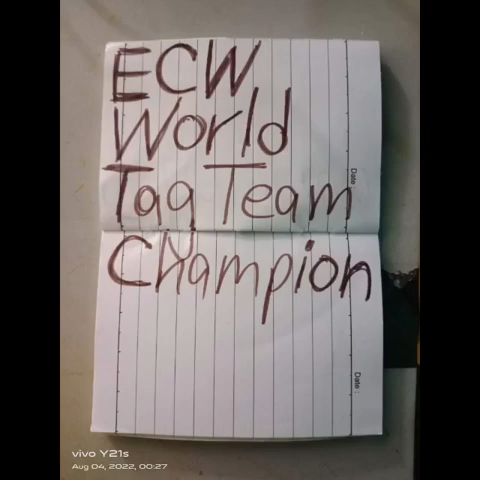 ECW
World
Tag Team
Champion
Date :
Date :
vivo Y21s
Aug 04, 2022, 00:27